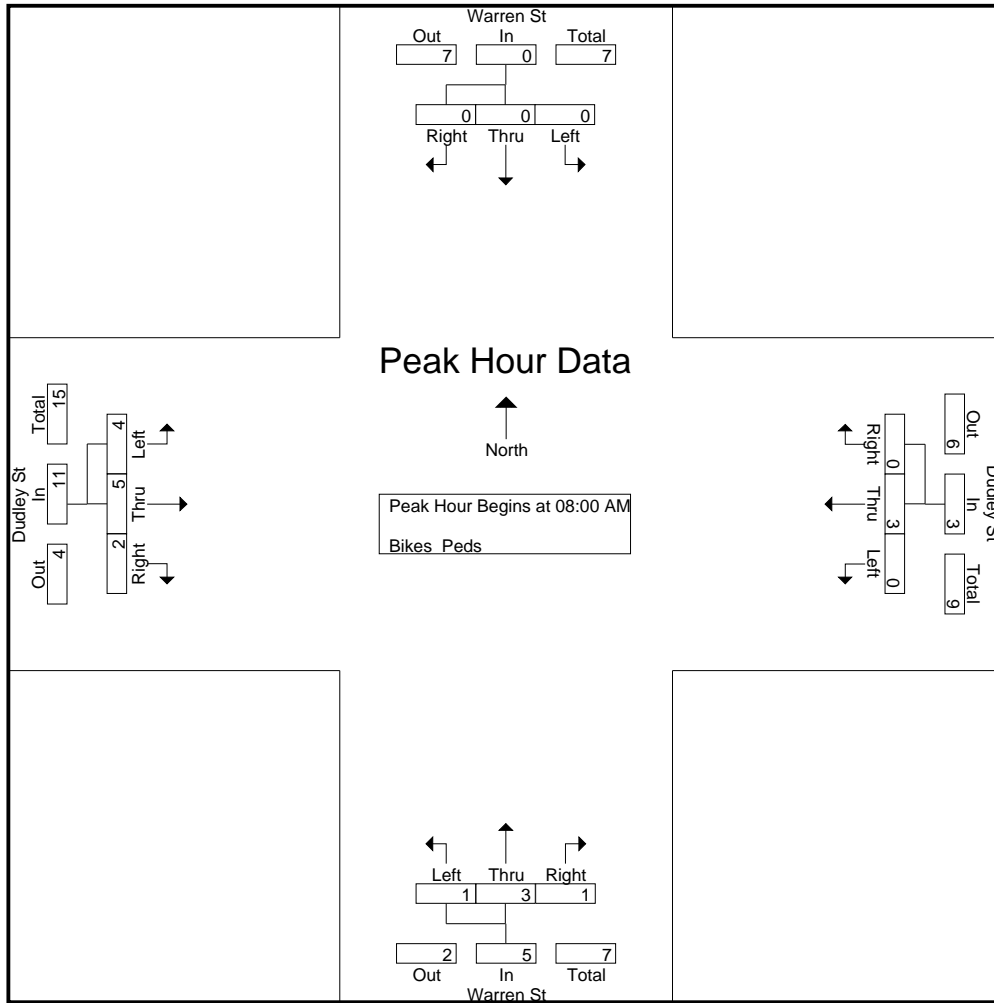 Warren St
Out In Total
7 0 7
0 0 0
Right Thru Left
Peak Hour Data
North
Peak Hour Begins at 08:00 AM
Bikes Peds
Dudley St
Total In Out
15 11 4
4 5 2
Left Thru Right
Right Thru Left
0 3 0
Out In Total
6 3 9
Dudley St
Left Thru Right
1 3 1
2 5 7
Out In Total
Warren St